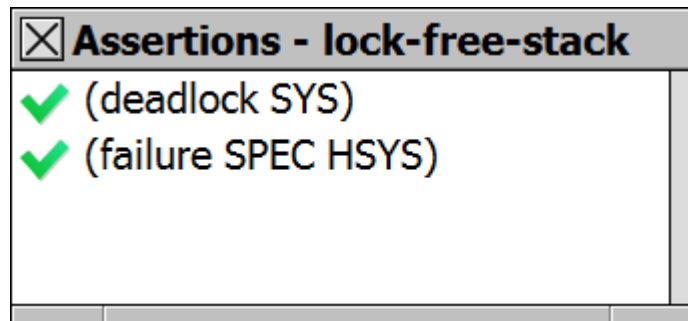 Assertions - lock-free-stack
(deadlock SYS)
(failure SPEC HSYS)